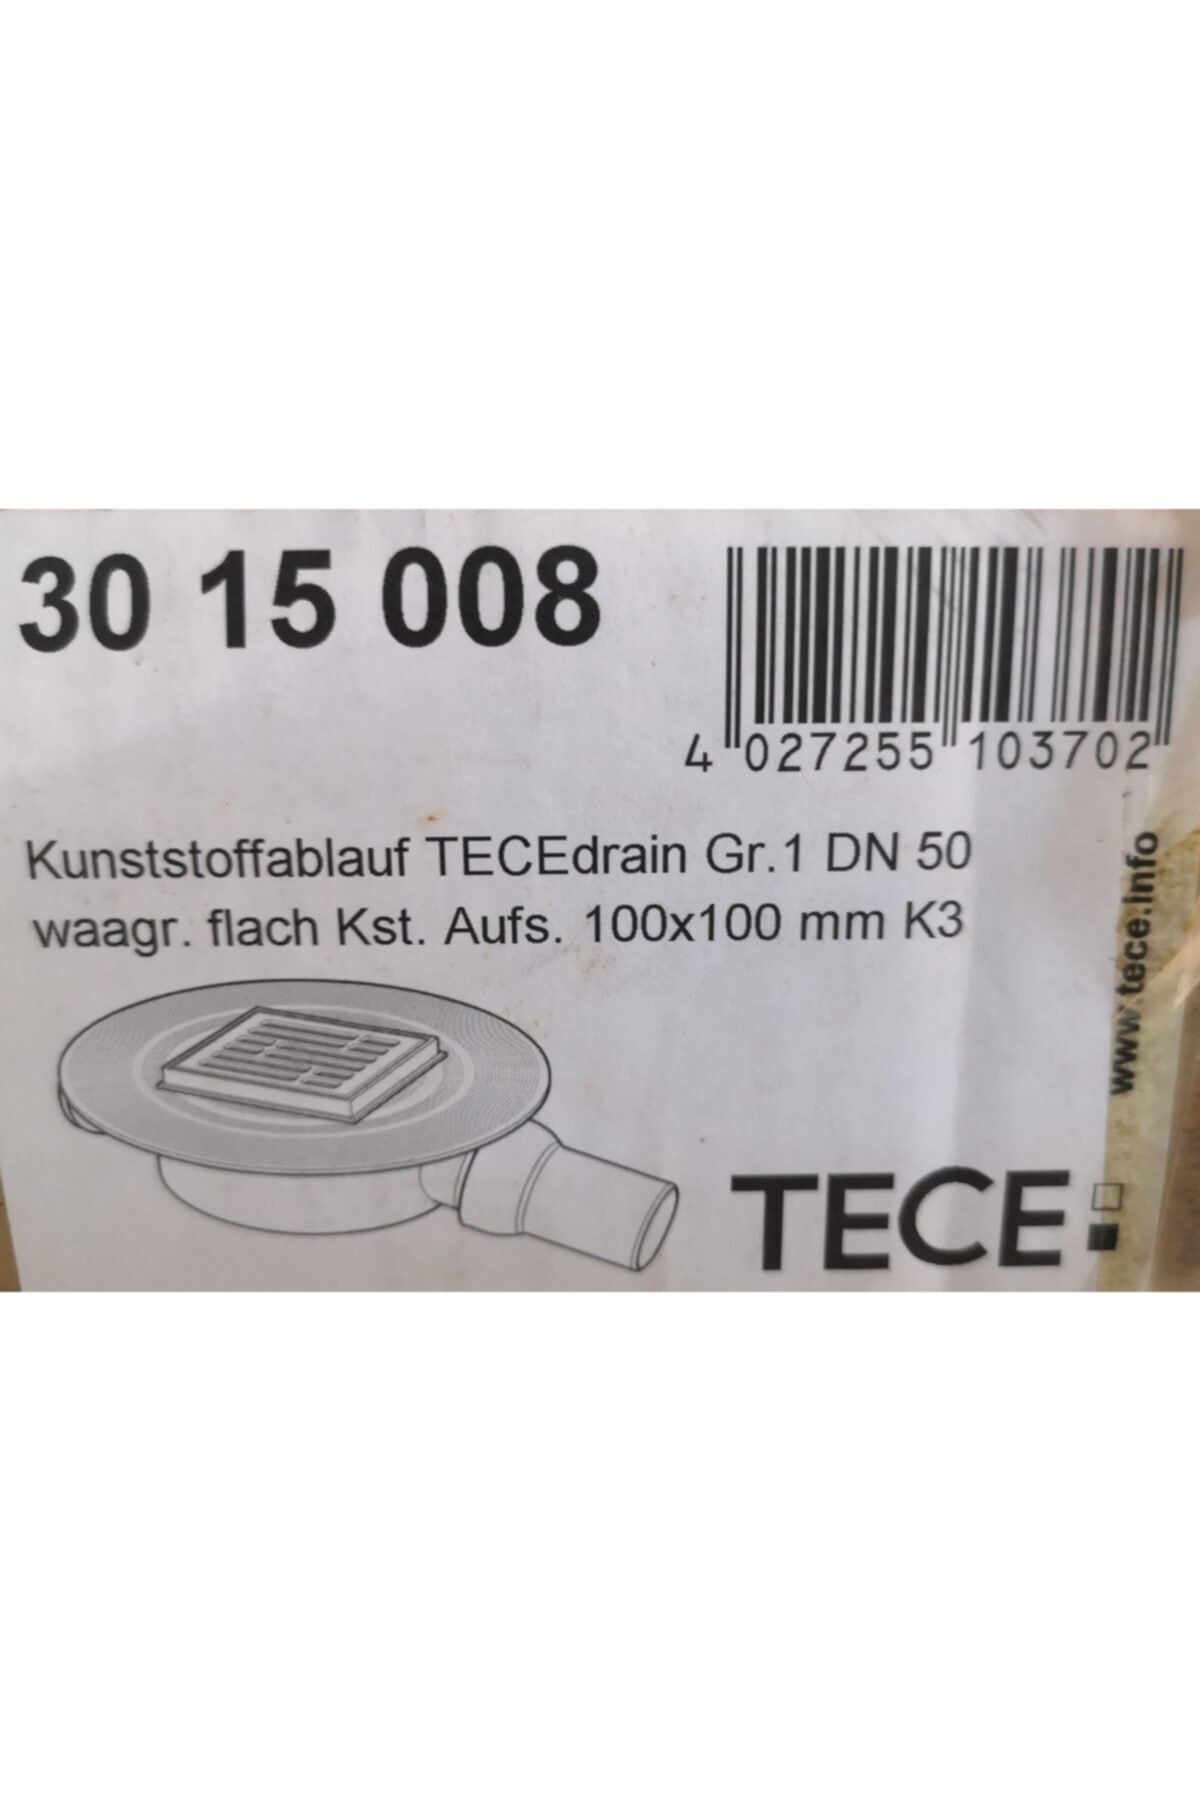 30 15 008
4 027255 103702
Kunststoffablauf TECEdrain Gr.1 DN 50
waagr. flach Kst. Aufs. 100x100 mm K3
www.tece.info
TECE